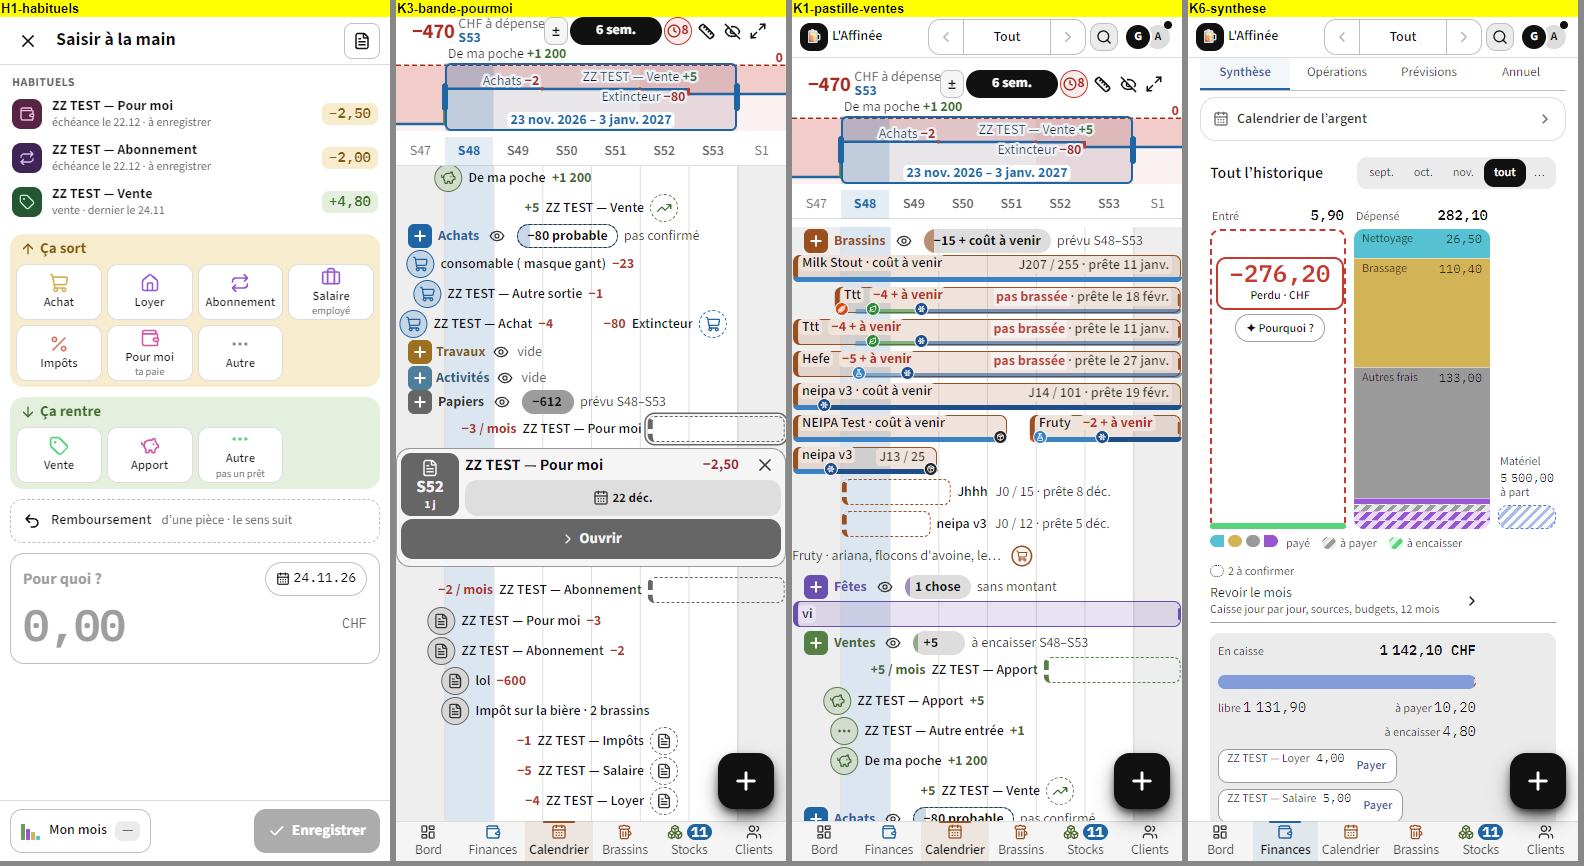 H1-habituels
Saisir à la main
HABITUELS
ZZ TEST — Pour moi
échéance le 22.12 · à enregistrer
−2,50
ZZ TEST — Abonnement
échéance le 22.12 · à enregistrer
−2,00
ZZ TEST — Vente
vente · dernier le 24.11
+4,80
Ça sort
Achat
Loyer
Abonnement
Salaire
employé
Impôts
Pour moi
ta paie
Autre
Ça rentre
Vente
Apport
Autre
pas un prêt
Remboursement d'une pièce · le sens suit
Pour quoi ?
24.11.26
0,00
CHF
Mon mois —
Enregistrer
K3-bande-pourmoi
−470 CHF à dépense
S53
±
6 sem.
8
De ma poche +1 200
0
Achats −2
ZZ TEST — Vente +5
Extincteur −80
23 nov. 2026 – 3 janv. 2027
S47 S48 S49 S50 S51 S52 S53 S1
De ma poche +1 200
+5 ZZ TEST — Vente
Achats −80 probable pas confirmé
consomable ( masque gant) −23
ZZ TEST — Autre sortie −1
ZZ TEST — Achat −4
−80 Extincteur
Travaux vide
Activités vide
Papiers −612 prévu S48–S53
−3 / mois ZZ TEST — Pour moi
S52
1 j
ZZ TEST — Pour moi
−2,50
22 déc.
Ouvrir
−2 / mois ZZ TEST — Abonnement
ZZ TEST — Pour moi −3
ZZ TEST — Abonnement −2
lol −600
Impôt sur la bière · 2 brassins
−1 ZZ TEST — Impôts
−5 ZZ TEST — Salaire
−4 ZZ TEST — Loyer
Bord
Finances
Calendrier
Brassins
11
Stocks
Clients
K1-pastille-ventes
L'Affinée
Tout
G A
−470 CHF à dépense
S53
±
6 sem.
8
De ma poche +1 200
0
Achats −2
ZZ TEST — Vente +5
Extincteur −80
23 nov. 2026 – 3 janv. 2027
S47 S48 S49 S50 S51 S52 S53 S1
Brassins −15 + coût à venir prévu S48–S53
Milk Stout · coût à venir J207 / 255 · prête 11 janv.
Ttt −4 + à venir pas brassée · prête le 18 févr.
Ttt −4 + à venir pas brassée · prête le 11 janv.
Hefe −5 + à venir pas brassée · prête le 27 janv.
neipa v3 · coût à venir J14 / 101 · prête 19 févr.
NEIPA Test · coût à venir
Fruty −2 + à venir
neipa v3 J13 / 25
Jhhh J0 / 15 · prête 8 déc.
neipa v3 J0 / 12 · prête 5 déc.
Fruty · ariana, flocons d'avoine, le…
Fêtes 1 chose sans montant
vi
Ventes +5 à encaisser S48–S53
+5 / mois ZZ TEST — Apport
ZZ TEST — Apport +5
ZZ TEST — Autre entrée +1
De ma poche +1 200
+5 ZZ TEST — Vente
Achats −80 probable pas confirmé
Bord
Finances
Calendrier
Brassins
11
Stocks
Clients
K6-synthese
L'Affinée
Tout
G A
Synthèse
Opérations
Prévisions
Annuel
Calendrier de l'argent
Tout l'historique
sept. oct. nov. tout …
Entré 5,90
Dépensé 282,10
Nettoyage 26,50
Brassage 110,40
−276,20
Perdu · CHF
Pourquoi ?
Autres frais 133,00
Matériel
5 500,00
à part
payé
à payer
à encaisser
2 à confirmer
Revoir le mois
Caisse jour par jour, sources, budgets, 12 mois
En caisse 1 142,10 CHF
libre 1 131,90
à payer 10,20
à encaisser 4,80
ZZ TEST — Loyer 4,00 Payer
ZZ TEST — Salaire 5,00 Payer
Bord
Finances
Calendrier
Brassins
11
Stocks
Clients